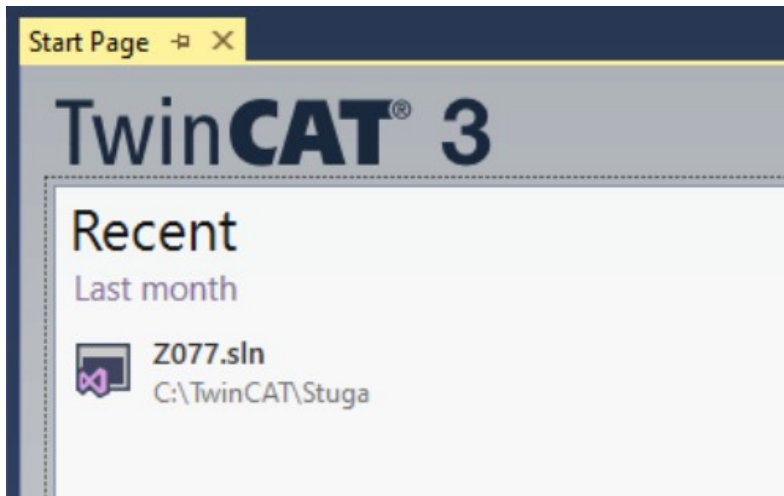 Start Page
TwinCAT® 3
Recent
Last month
Z077.sln
C:\TwinCAT\Stuga